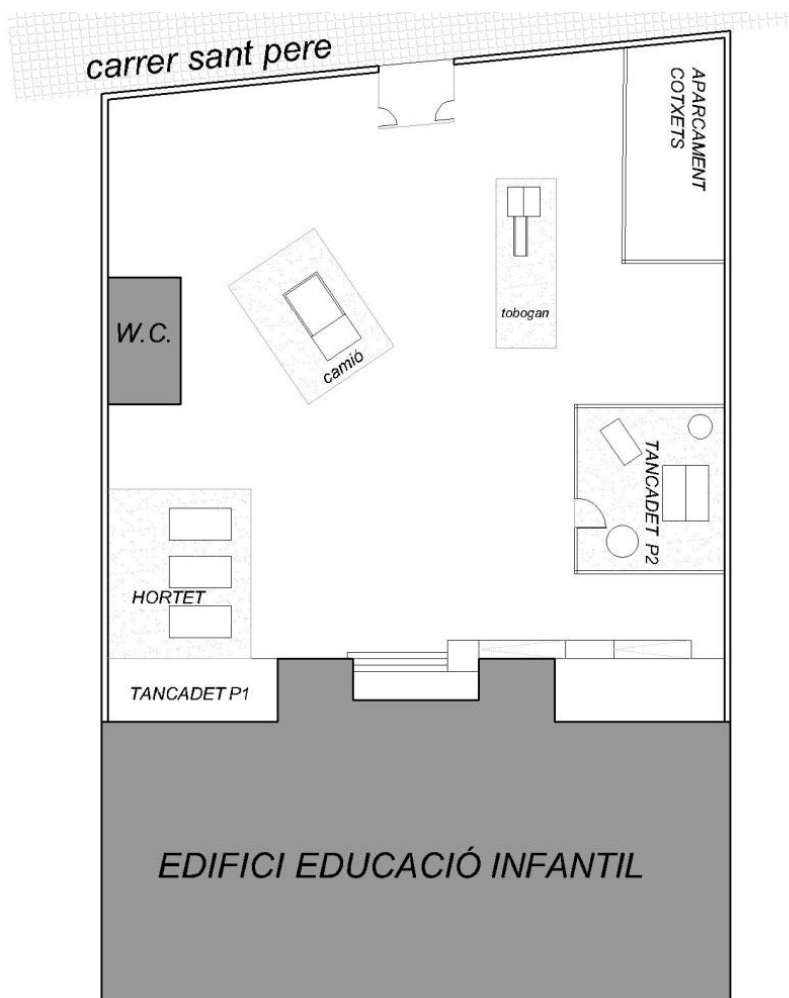 carrer sant pere
APARCAMENT
COTXETS
tobogan
W.C.
camió
TANCADET P2
HORTET
TANCADET P1
EDIFICI EDUCACIÓ INFANTIL